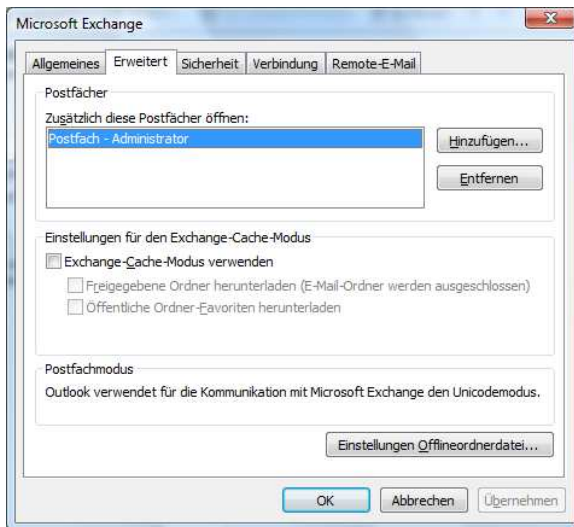 Microsoft Exchange
Allgemeines Erweitert Sicherheit Verbindung Remote-E-Mail
Postfächer
Zusätzlich diese Postfächer öffnen:
Postfach - Administrator
Hinzufügen...
Entfernen
Einstellungen für den Exchange-Cache-Modus
Exchange-Cache-Modus verwenden
Freigegebene Ordner herunterladen (E-Mail-Ordner werden ausgeschlossen)
Öffentliche Ordner-Favoriten herunterladen
Postfachmodus
Outlook verwendet für die Kommunikation mit Microsoft Exchange den Unicodemodus.
Einstellungen Offlineordnerdatei...
OK Abbrechen Übernehmen